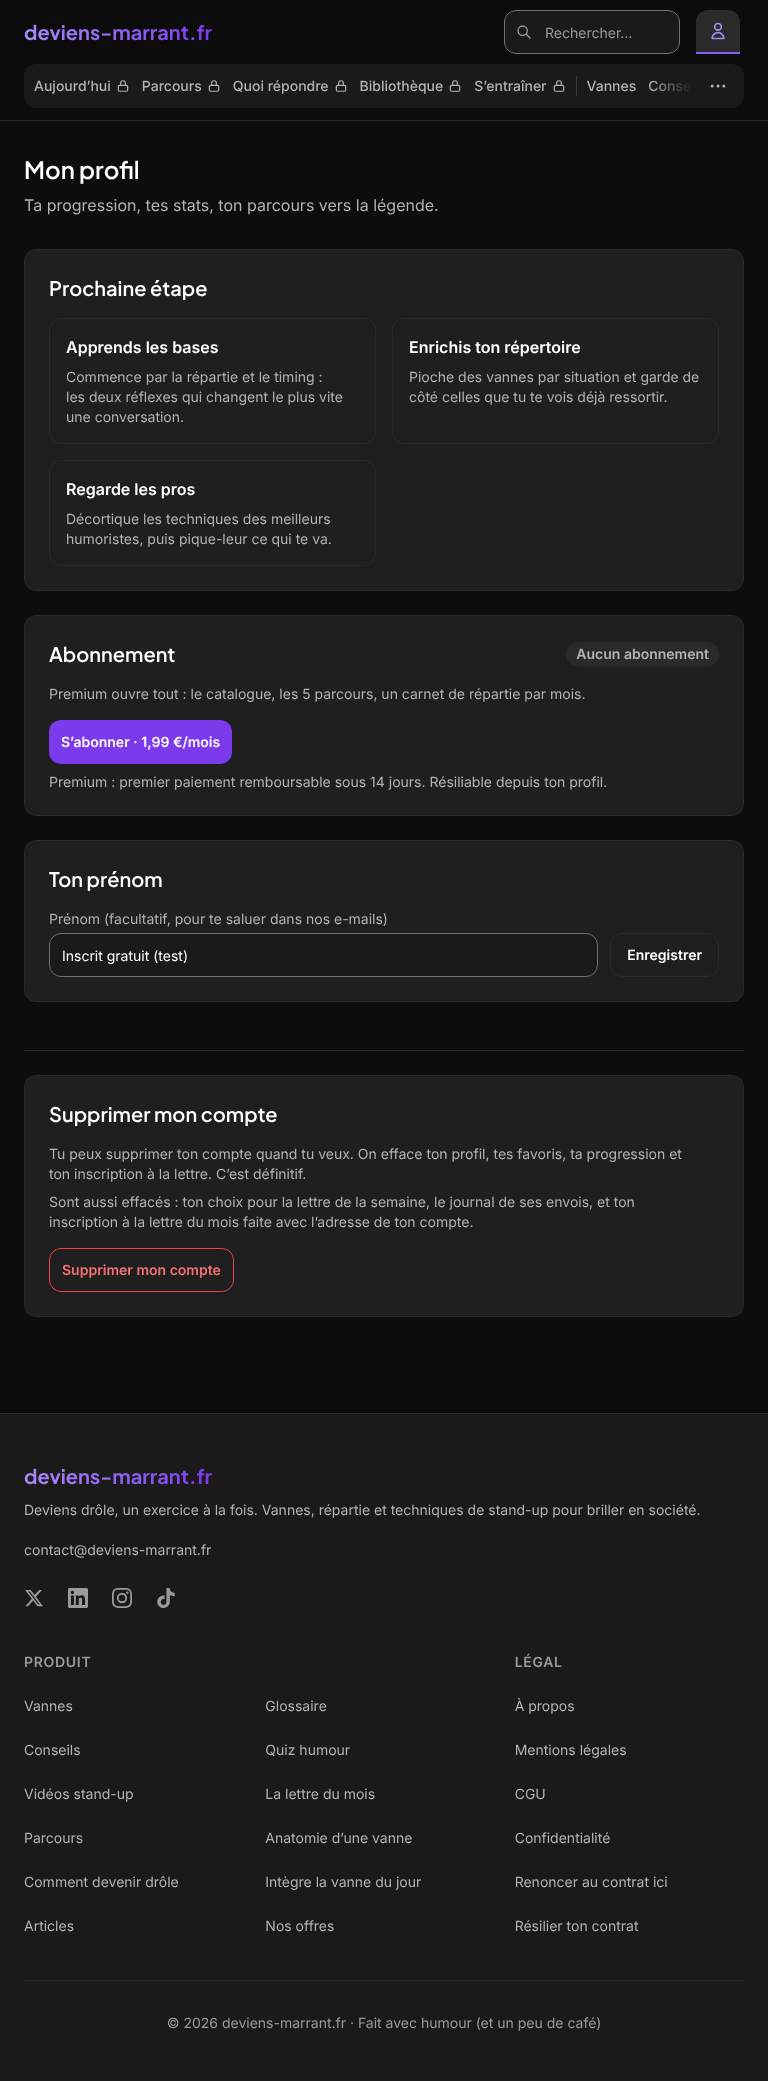 deviens-marrant.fr
Rechercher...
Aujourd’hui
Parcours
Quoi répondre
Bibliothèque
S’entraîner
Vannes
Mon profil
Ta progression, tes stats, ton parcours vers la légende.
Prochaine étape
Apprends les bases
Commence par la répartie et le timing :
les deux réflexes qui changent le plus vite
une conversation.
Enrichis ton répertoire
Pioche des vannes par situation et garde de
côté celles que tu te vois déjà ressortir.
Regarde les pros
Décortique les techniques des meilleurs
humoristes, puis pique-leur ce qui te va.
Abonnement
Aucun abonnement
Premium ouvre tout : le catalogue, les 5 parcours, un carnet de répartie par mois.
S’abonner · 1,99 €/mois
Premium : premier paiement remboursable sous 14 jours. Résiliable depuis ton profil.
Ton prénom
Prénom (facultatif, pour te saluer dans nos e-mails)
Inscrit gratuit (test)
Enregistrer
Supprimer mon compte
Tu peux supprimer ton compte quand tu veux. On efface ton profil, tes favoris, ta progression et
ton inscription à la lettre. C’est définitif.
Sont aussi effacés : ton choix pour la lettre de la semaine, le journal de ses envois, et ton
inscription à la lettre du mois faite avec l’adresse de ton compte.
Supprimer mon compte
deviens-marrant.fr
Deviens drôle, un exercice à la fois. Vannes, répartie et techniques de stand-up pour briller en société.
contact@deviens-marrant.fr
PRODUIT
Vannes
Conseils
Vidéos stand-up
Parcours
Comment devenir drôle
Articles
Glossaire
Quiz humour
La lettre du mois
Anatomie d’une vanne
Intègre la vanne du jour
Nos offres
LÉGAL
À propos
Mentions légales
CGU
Confidentialité
Renoncer au contrat ici
Résilier ton contrat
© 2026 deviens-marrant.fr · Fait avec humour (et un peu de café)